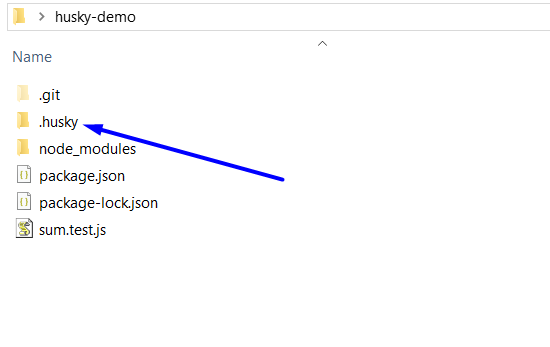 husky-demo
Name
.git
.husky
node_modules
package.json
package-lock.json
sum.test.js